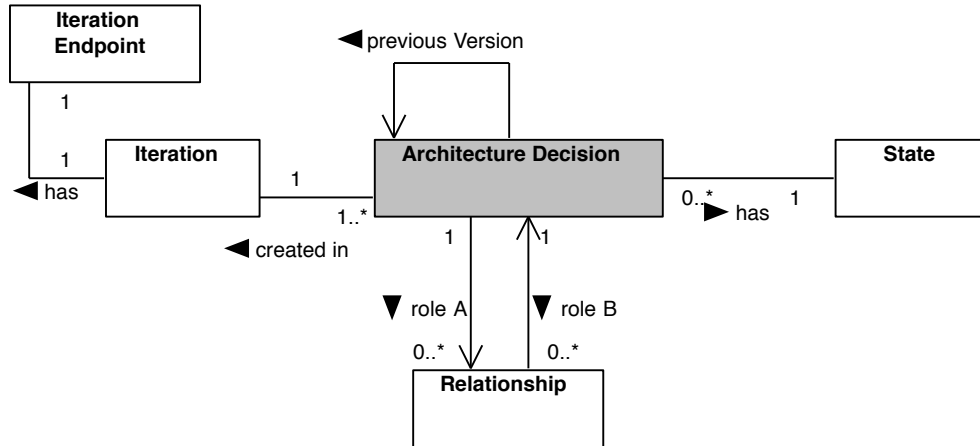 Iteration
Endpoint
previous Version
1
1
has
Iteration
1
1..*
created in
Architecture Decision
0..*
1
has
State
1
1
role A
role B
0..*
0..*
Relationship